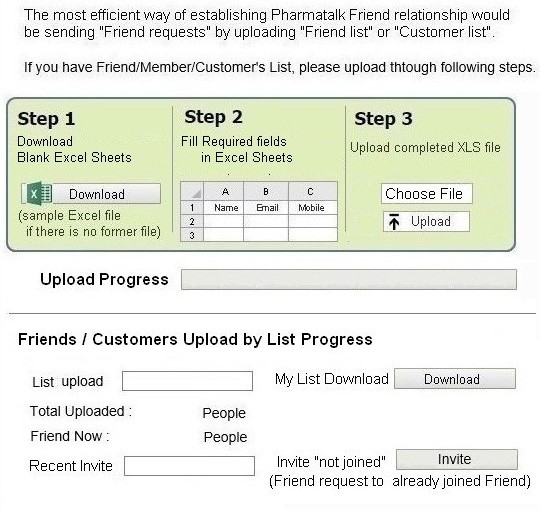 The most efficient way of establishing Pharmatalk Friend relationship would
be sending "Friend requests" by uploading "Friend list" or "Customer list".
If you have Friend/Member/Customer's List, please upload thtough following steps.
Step 1
Download
Blank Excel Sheets
X Download
(sample Excel file
if there is no former file)
Step 2
Fill Required fields
in Excel Sheets
A B C
1 Name Email Mobile
2
3
Step 3
Upload completed XLS file
Choose File
Upload
Upload Progress
Friends / Customers Upload by List Progress
List upload
My List Download Download
Total Uploaded : People
Friend Now : People
Recent Invite
Invite "not joined" Invite
(Friend request to already joined Friend)